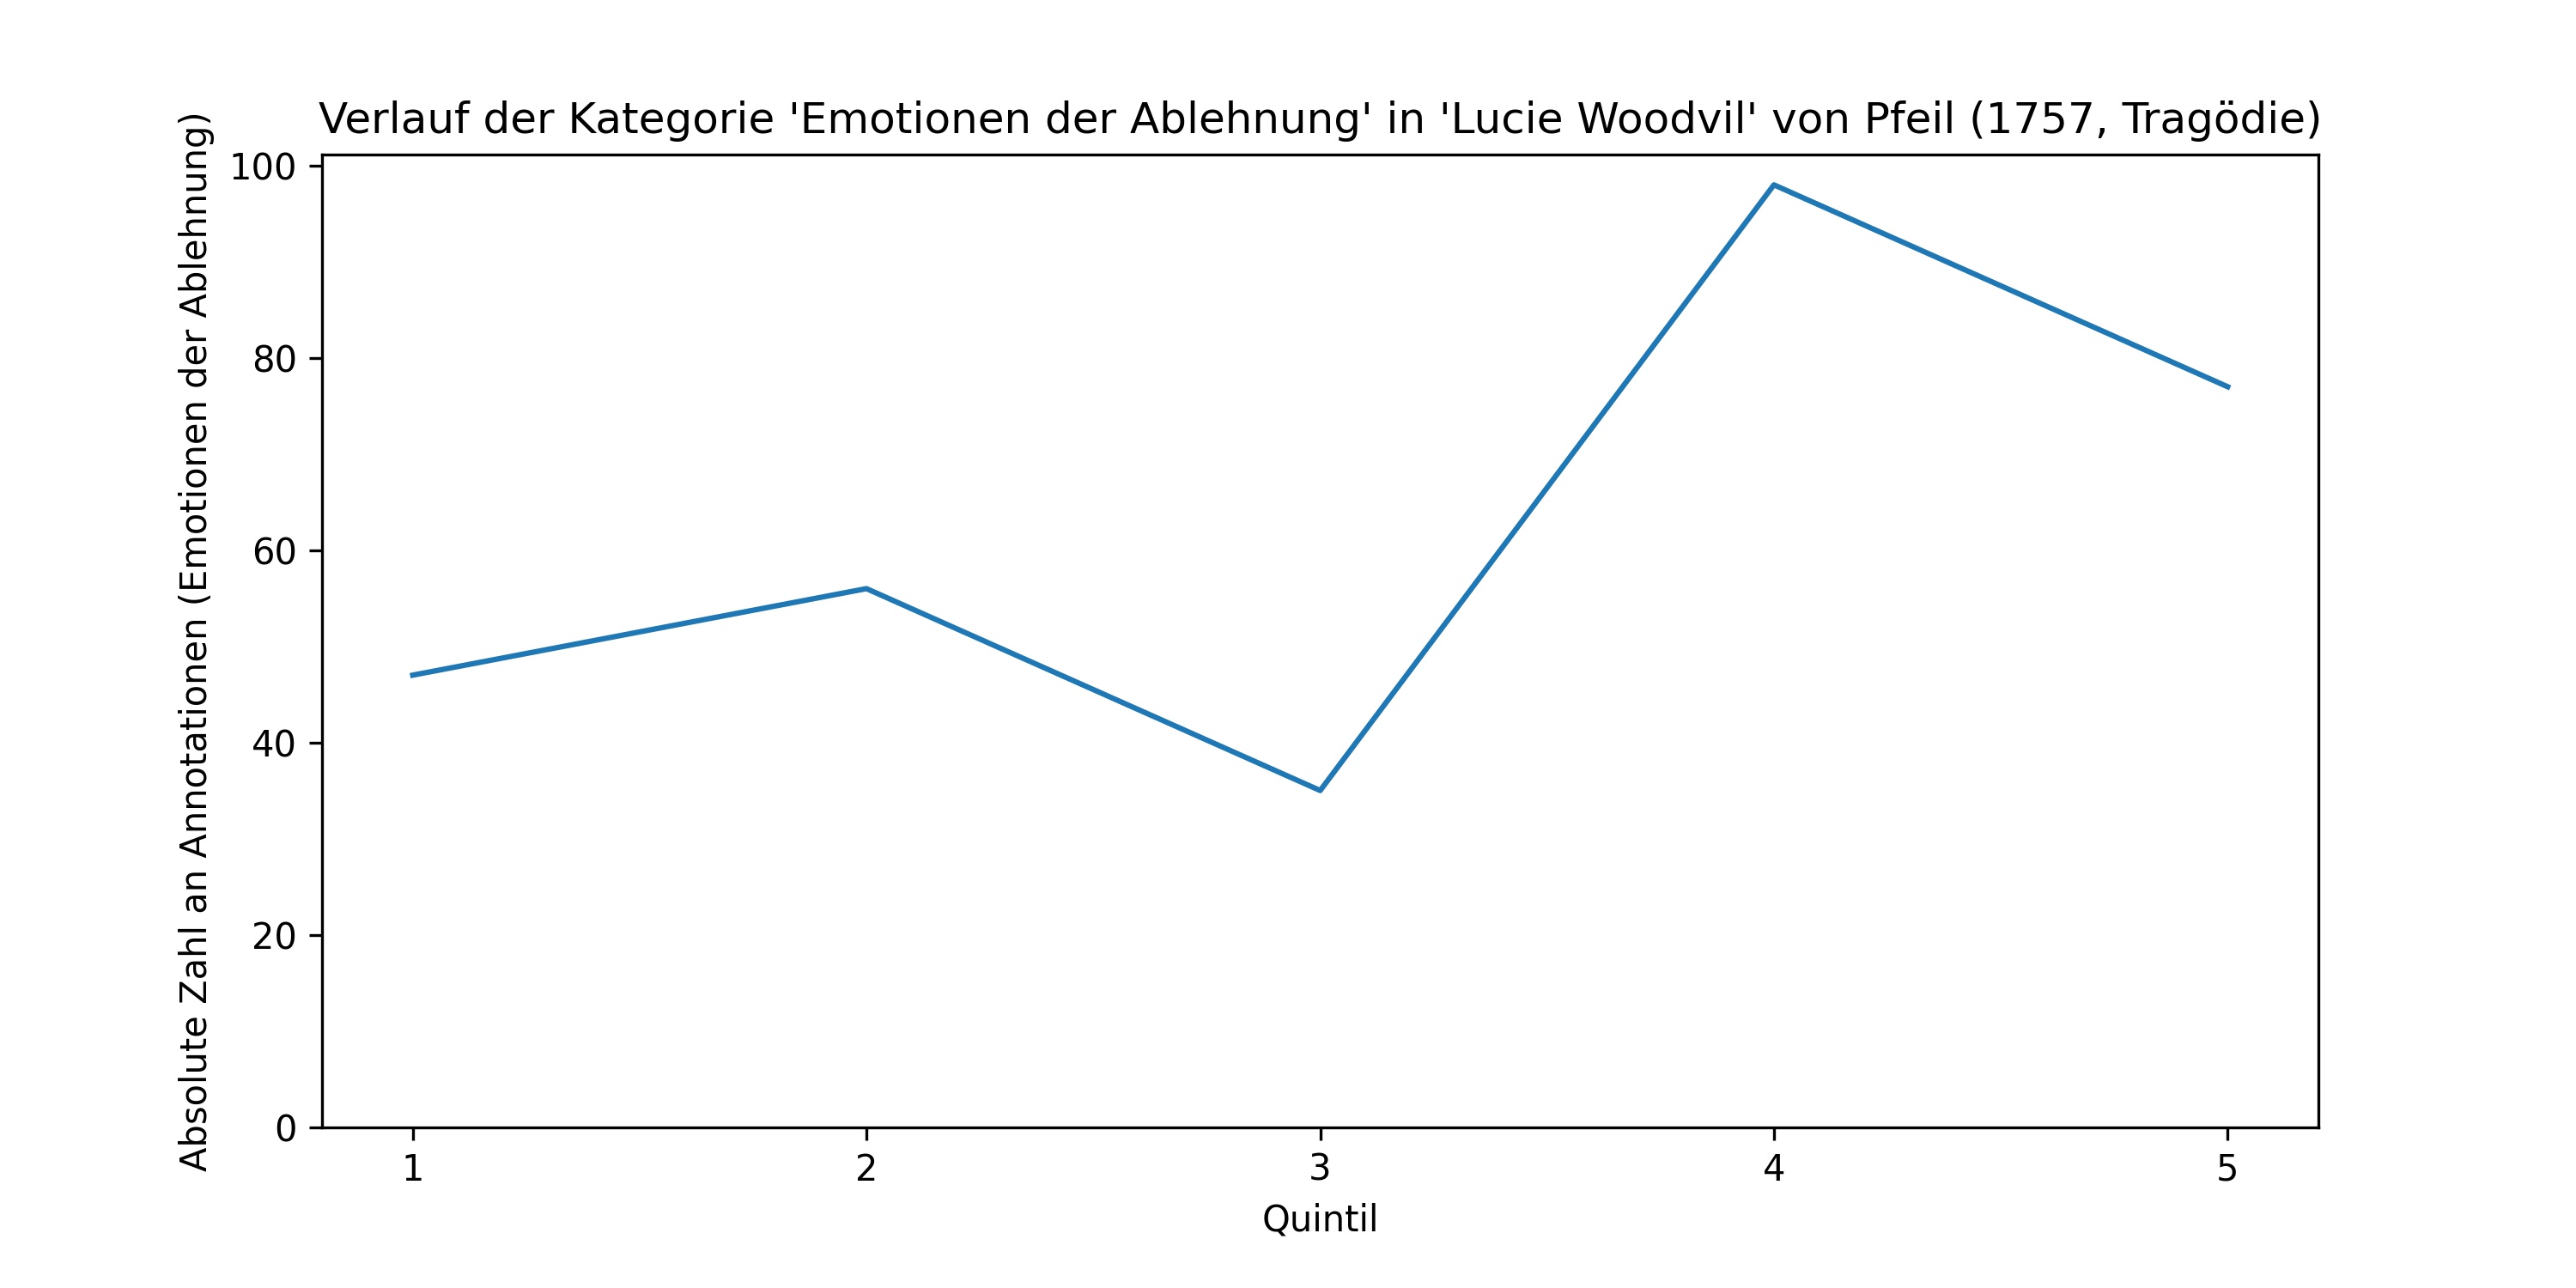 Verlauf der Kategorie 'Emotionen der Ablehnung' in 'Lucie Woodvil' von Pfeil (1757, Tragödie)
Absolute Zahl an Annotationen (Emotionen der Ablehnung)
100
80
60
40
20
0
1 2 3 4 5
Quintil